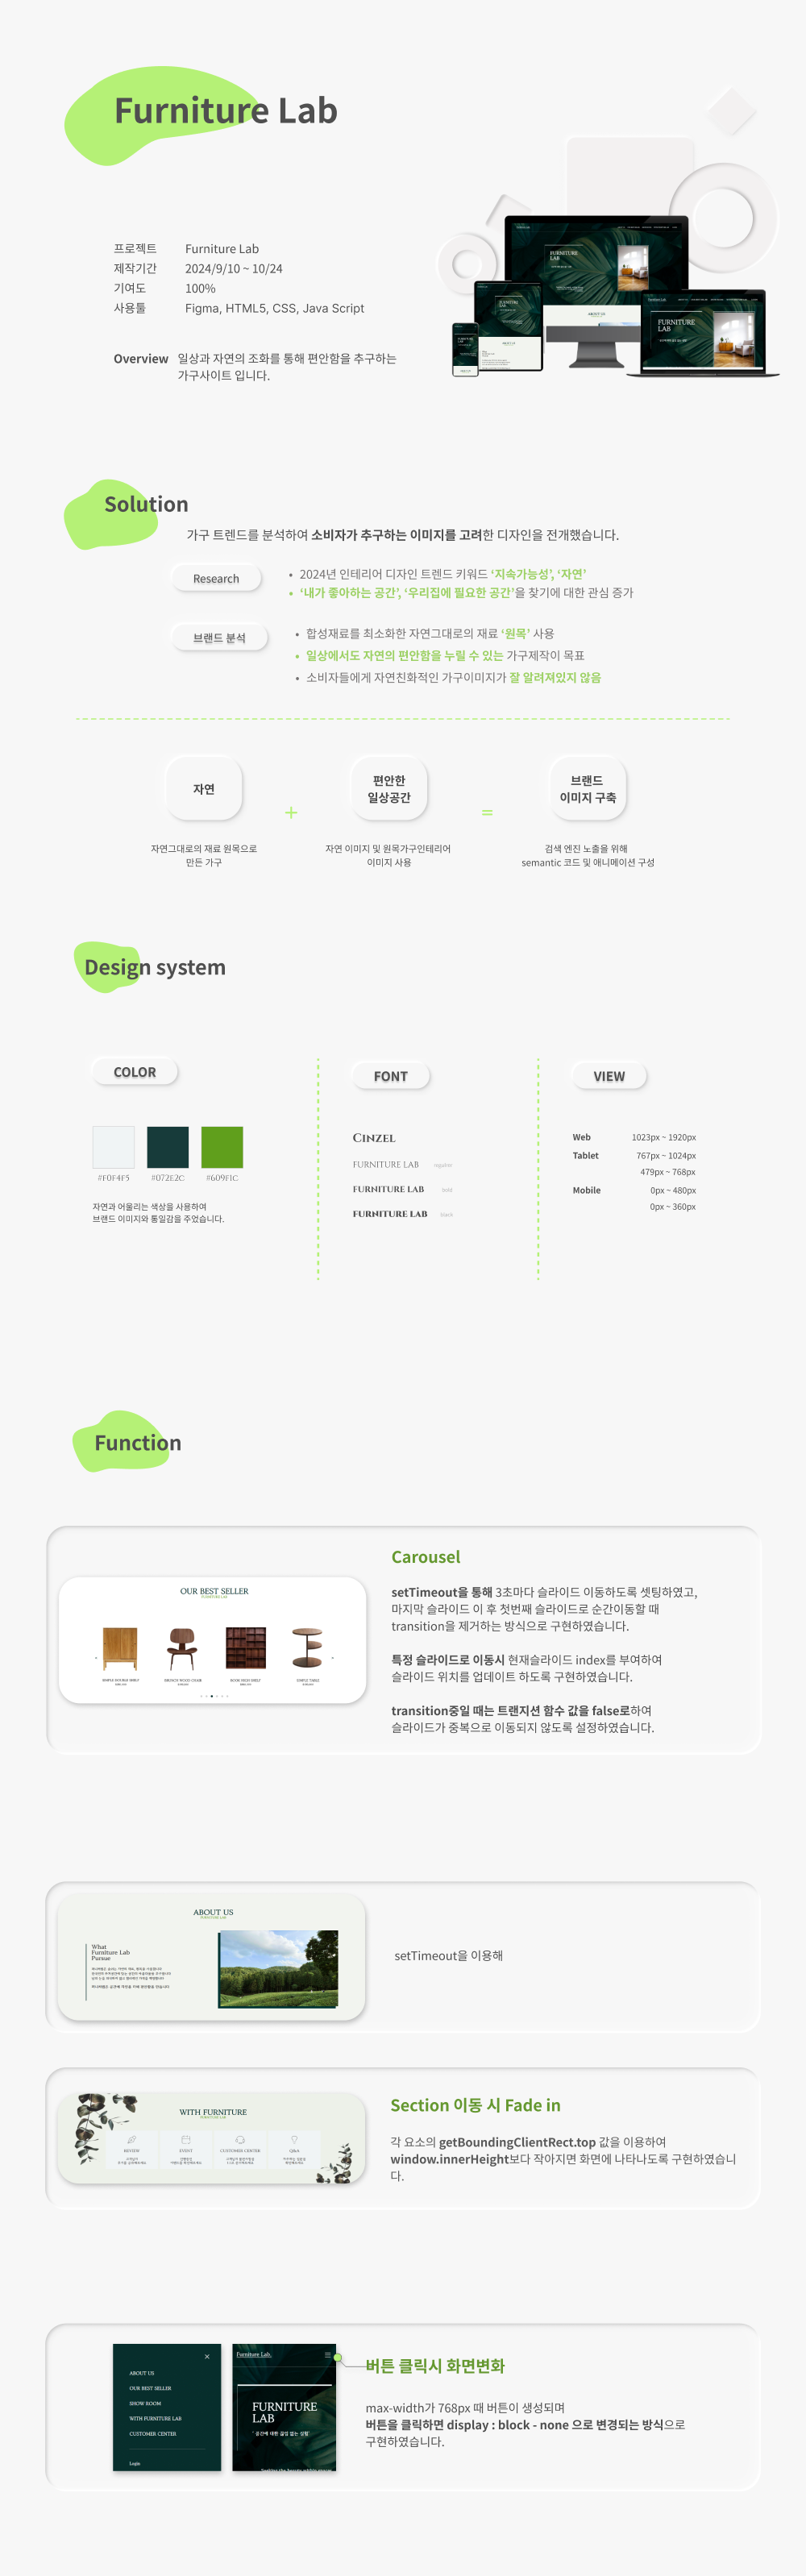 Furniture Lab
프로젝트 Furniture Lab
제작기간 2024/9/10 ~ 10/24
기여도 100%
사용툴 Figma, HTML5, CSS, Java Script
Overview 일상과 자연의 조화를 통해 편안함을 추구하는
가구사이트 입니다.
FURNITURE
LAB
FURNITURE
LAB
Solution
가구 트렌드를 분석하여 소비자가 추구하는 이미지를 고려한 디자인을 전개했습니다.
Research
• 2024년 인테리어 디자인 트렌드 키워드 ‘지속가능성’, ‘자연’
• ‘내가 좋아하는 공간’, ‘우리집에 필요한 공간’을 찾기에 대한 관심 증가
브랜드 분석
• 합성재료를 최소화한 자연그대로의 재료 ‘원목’ 사용
• 일상에서도 자연의 편안함을 누릴 수 있는 가구제작이 목표
• 소비자들에게 자연친화적인 가구이미지가 잘 알려져있지 않음
자연
+
편안한
일상공간
=
브랜드
이미지 구축
자연그대로의 재료 원목으로
만든 가구
자연 이미지 및 원목가구인테리어
이미지 사용
검색 엔진 노출을 위해
semantic 코드 및 애니메이션 구성
Design system
COLOR
#F0F4F5 #072E2C #609F1C
자연과 어울리는 색상을 사용하여
브랜드 이미지와 통일감을 주었습니다.
FONT
CINZEL
FURNITURE LAB regular
FURNITURE LAB bold
FURNITURE LAB black
VIEW
Web 1023px ~ 1920px
Tablet 767px ~ 1024px
479px ~ 768px
Mobile 0px ~ 480px
0px ~ 360px
Function
OUR BEST SELLER
FURNITURE LAB
Carousel
setTimeout을 통해 3초마다 슬라이드 이동하도록 셋팅하였고,
마지막 슬라이드 이 후 첫번째 슬라이드로 순간이동할 때
transition을 제거하는 방식으로 구현하였습니다.
특정 슬라이드로 이동시 현재슬라이드 index를 부여하여
슬라이드 위치를 업데이트 하도록 구현하였습니다.
transition중일 때는 트랜지션 함수 값을 false로하여
슬라이드가 중복으로 이동되지 않도록 설정하였습니다.
ABOUT US
FURNITURE LAB
What
Furniture Lab
Pursue
setTimeout을 이용해
WITH FURNITURE
FURNITURE LAB
REVIEW EVENT CUSTOMER CENTER Q&A
Section 이동 시 Fade in
각 요소의 getBoundingClientRect.top 값을 이용하여
window.innerHeight보다 작아지면 화면에 나타나도록 구현하였습니
다.
ABOUT US
OUR BEST SELLER
SHOW ROOM
WITH FURNITURE LAB
CUSTOMER CENTER
Login
Furniture Lab.
FURNITURE
LAB
버튼 클릭시 화면변화
max-width가 768px 때 버튼이 생성되며
버튼을 클릭하면 display : block - none 으로 변경되는 방식으로
구현하였습니다.